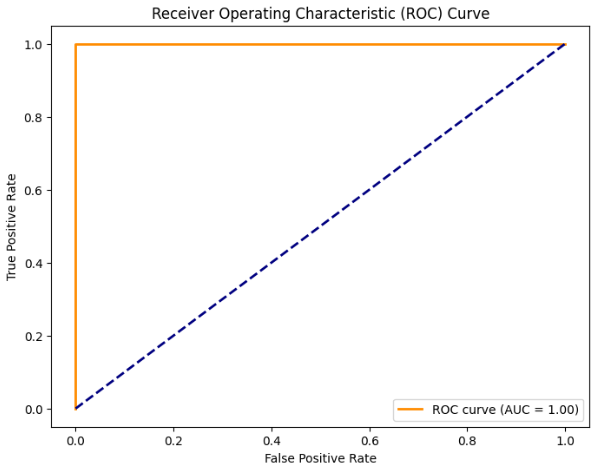 Receiver Operating Characteristic (ROC) Curve
1.0
0.8
0.6
0.4
0.2
0.0
True Positive Rate
ROC curve (AUC = 1.00)
0.0 0.2 0.4 0.6 0.8 1.0
False Positive Rate